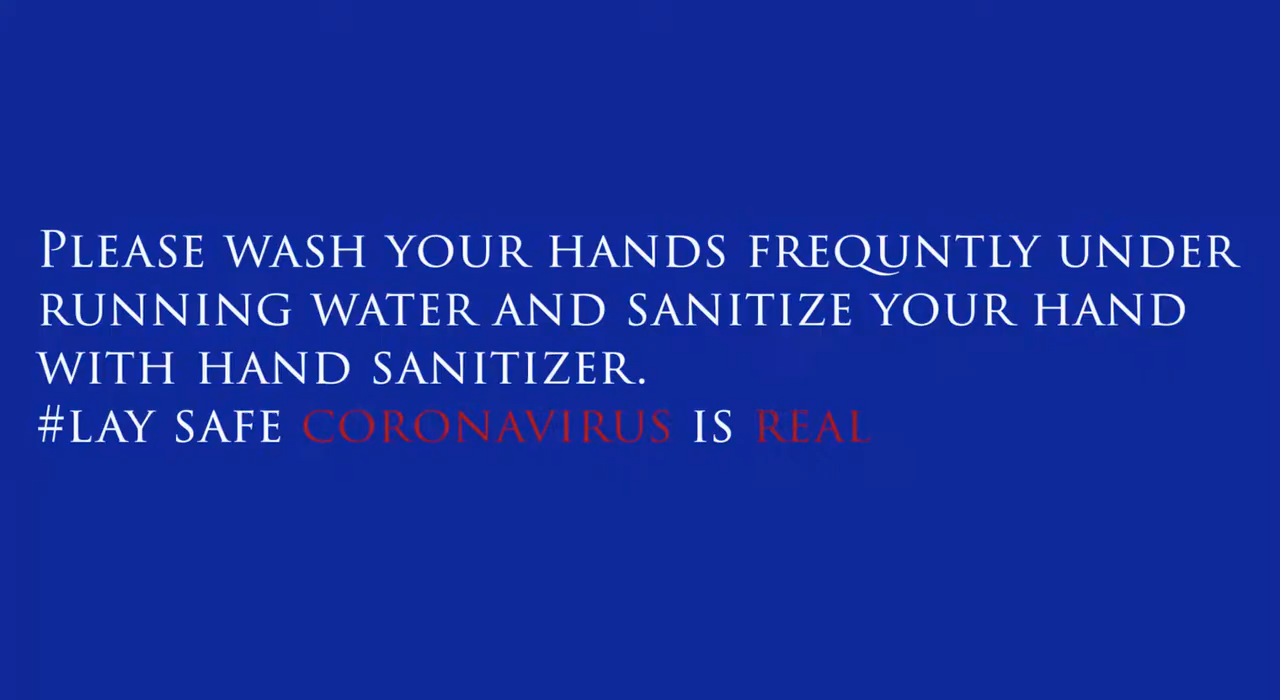 Please wash your hands frequntly under
running water and sanitize your hand
with hand sanitizer.
#lay safe coronavirus is real